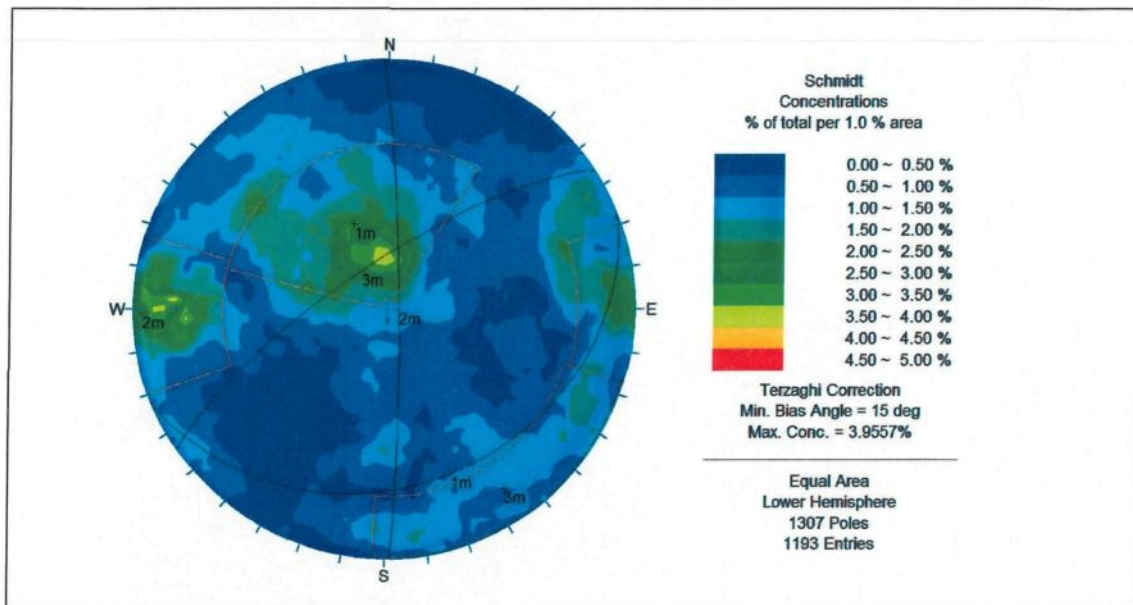 N
W
E
S
1m
3m
2m
2m
1m
3m
Schmidt
Concentrations
% of total per 1.0 % area
0.00 ~ 0.50 %
0.50 ~ 1.00 %
1.00 ~ 1.50 %
1.50 ~ 2.00 %
2.00 ~ 2.50 %
2.50 ~ 3.00 %
3.00 ~ 3.50 %
3.50 ~ 4.00 %
4.00 ~ 4.50 %
4.50 ~ 5.00 %
Terzaghi Correction
Min. Bias Angle = 15 deg
Max. Conc. = 3.9557%
Equal Area
Lower Hemisphere
1307 Poles
1193 Entries